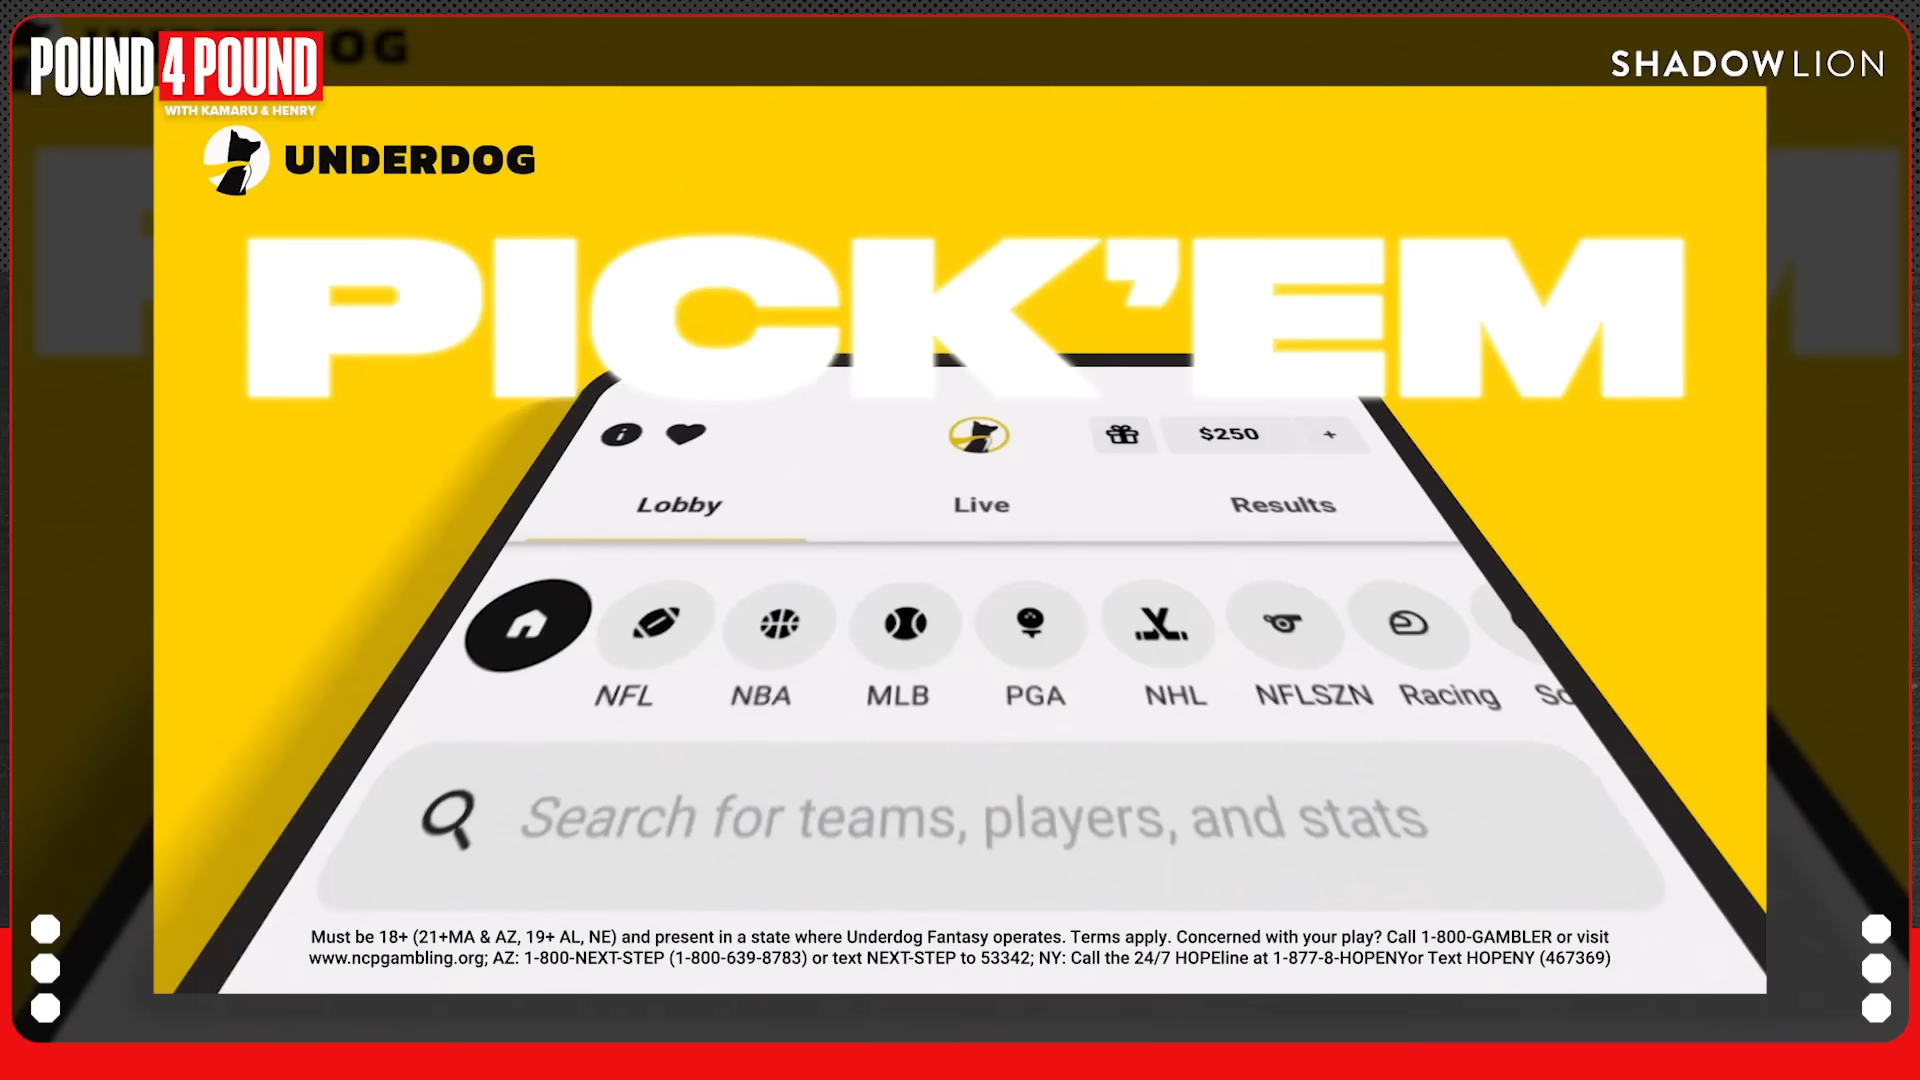 POUND 4 POUND
WITH KAMARU & HENRY
SHADOWLION
UNDERDOG
PICK'EM
$250 +
Lobby Live Results
NFL NBA MLB PGA NHL NFLSZN Racing
Search for teams, players, and stats
Must be 18+ (21+MA & AZ, 19+ AL, NE) and present in a state where Underdog Fantasy operates. Terms apply. Concerned with your play? Call 1-800-GAMBLER or visit
www.ncpgambling.org; AZ: 1-800-NEXT-STEP (1-800-639-8783) or text NEXT-STEP to 53342; NY: Call the 24/7 HOPEline at 1-877-8-HOPENYor Text HOPENY (467369)